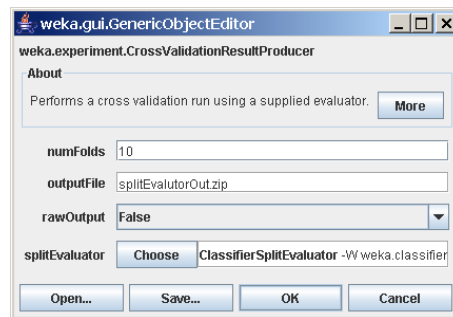 weka.gui.GenericObjectEditor
weka.experiment.CrossValidationResultProducer
About
Performs a cross validation run using a supplied evaluator.
More
numFolds 10
outputFile splitEvalutorOut.zip
rawOutput False
splitEvaluator Choose ClassifierSplitEvaluator -W weka.classifier
Open... Save... OK Cancel